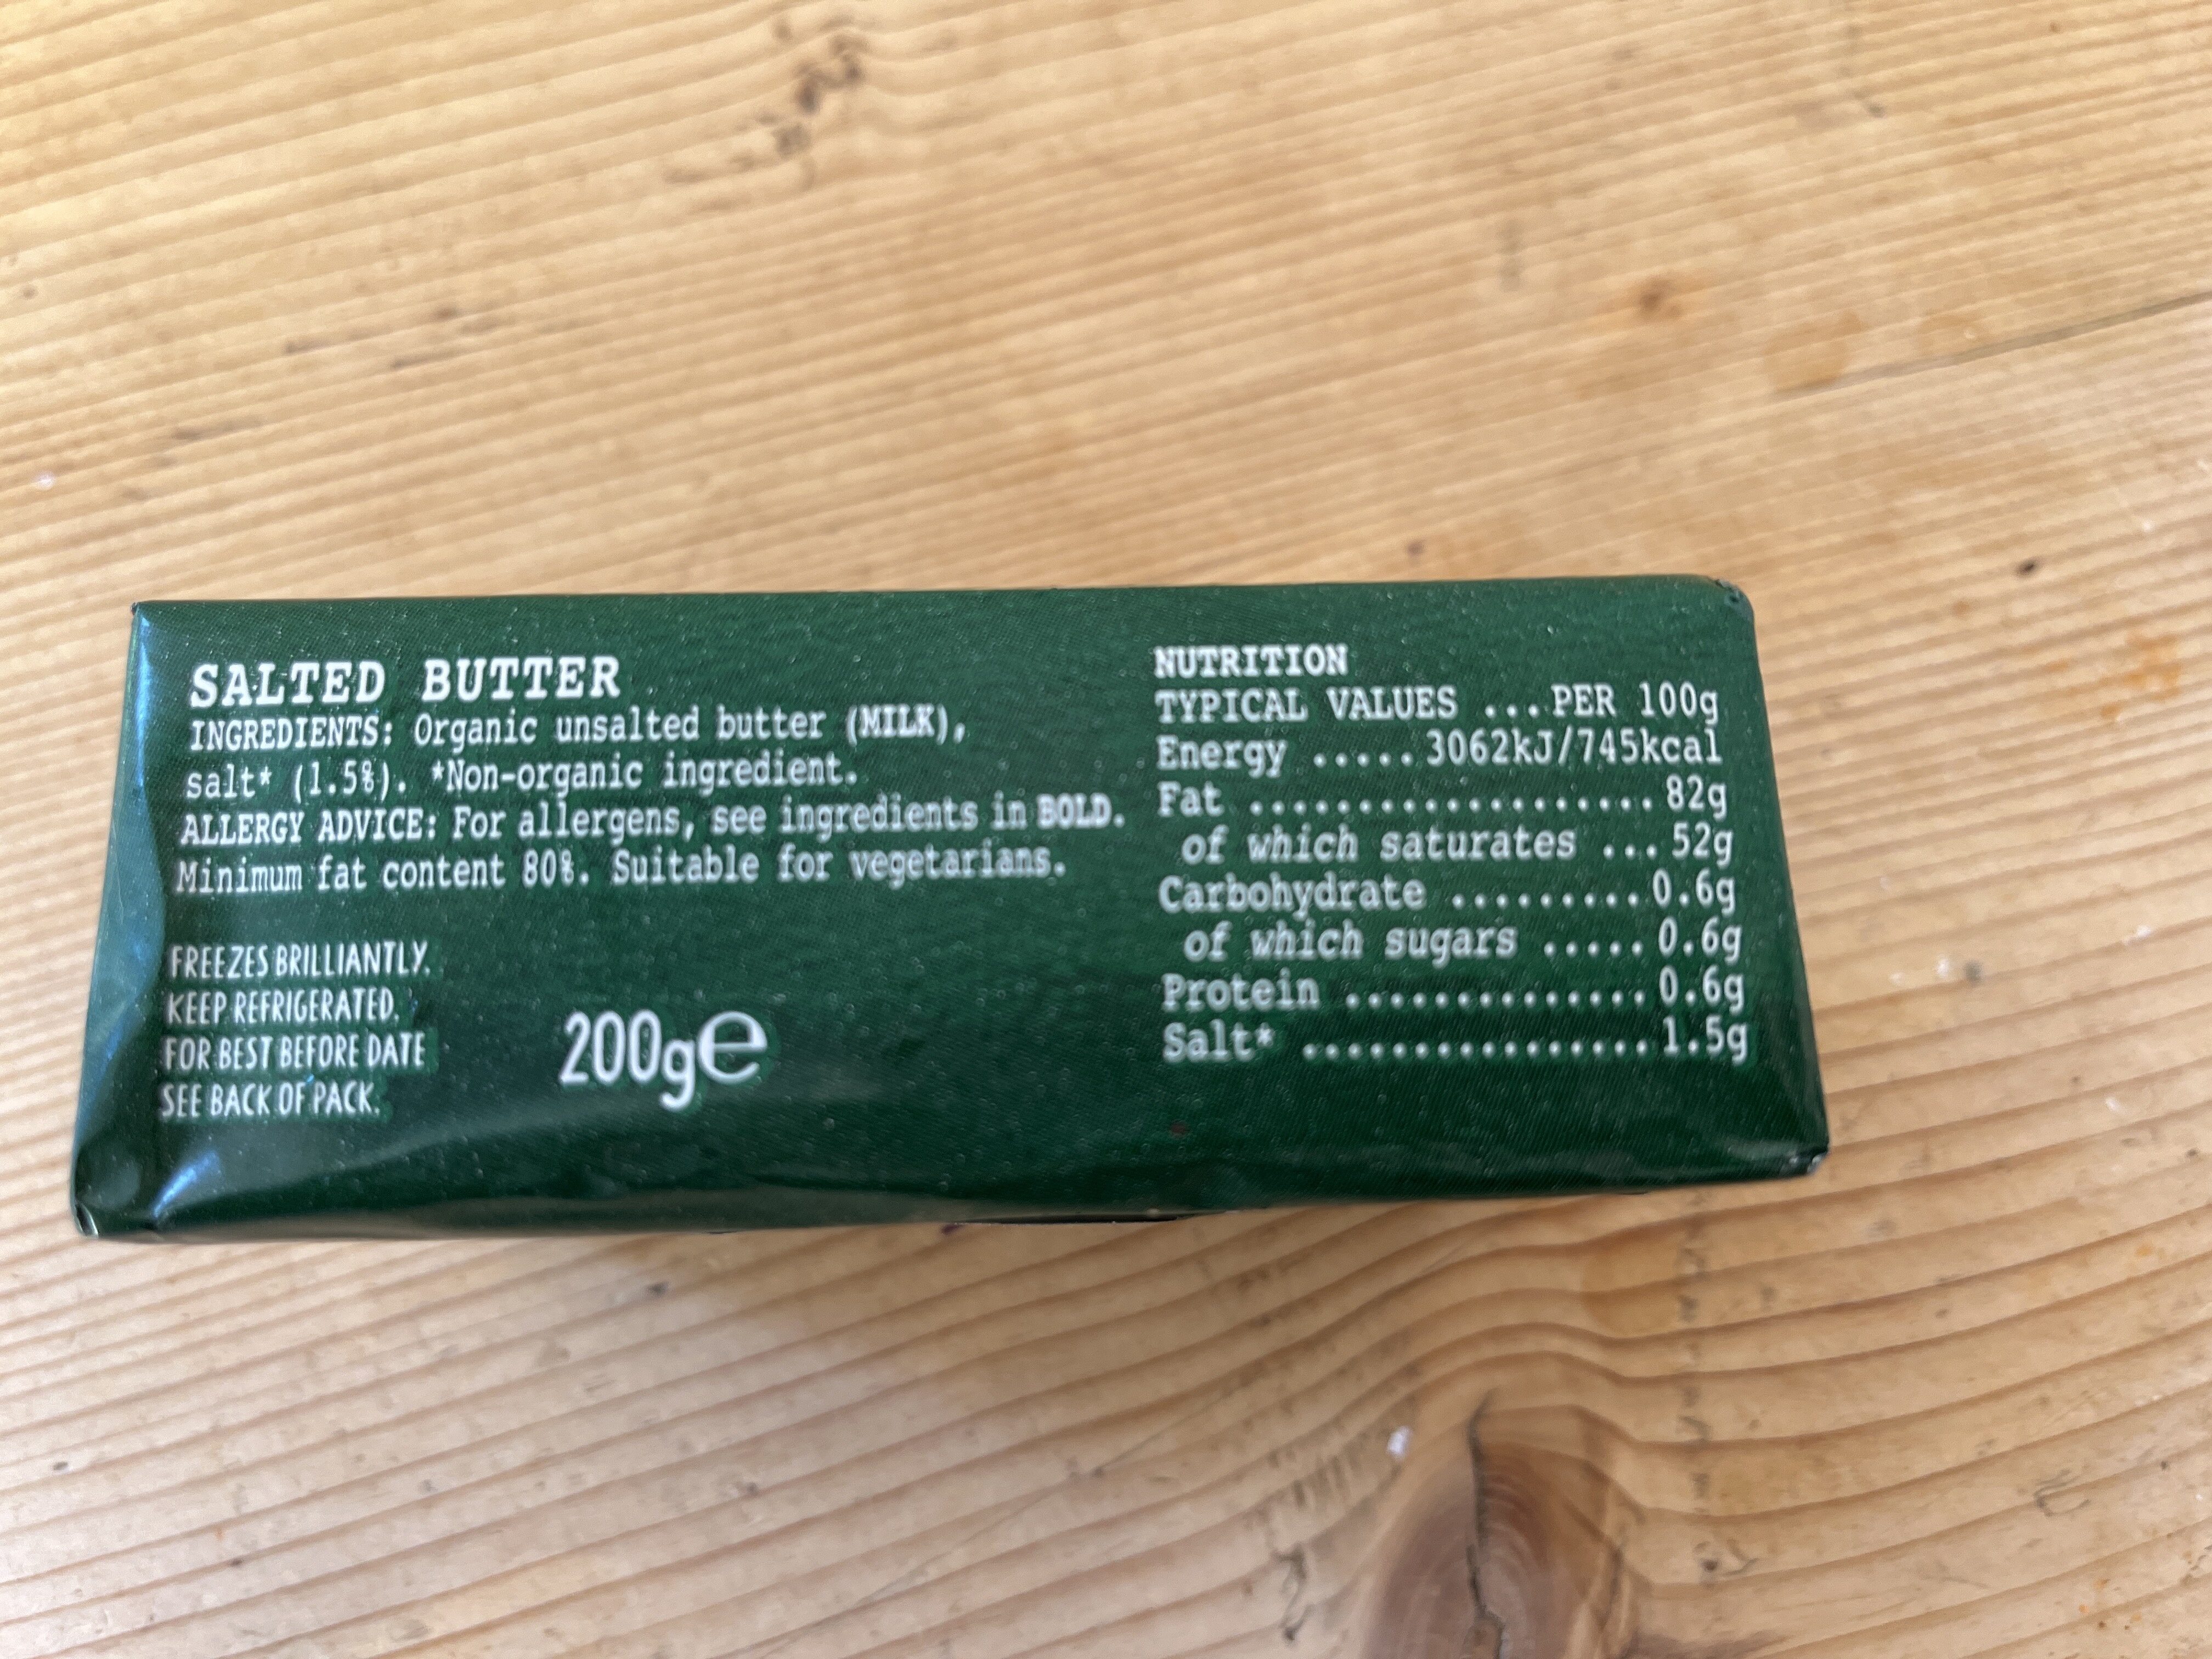 SALTED BUTTER
INGREDIENTS: Organic unsalted butter (MILK),
salt* (1.5%). *Non-organic ingredient.
ALLERGY ADVICE: For allergens, see ingredients in BOLD.
Minimum fat content 80%. Suitable for vegetarians.
FREEZES BRILLIANTLY.
KEEP REFRIGERATED.
FOR BEST BEFORE DATE
SEE BACK OF PACK.
200g℮
NUTRITION
TYPICAL VALUES ...PER 100g
Energy .....3062kJ/745kcal
Fat ..................82g
of which saturates ...52g
Carbohydrate .........0.6g
of which sugars .....0.6g
Protein ..............0.6g
Salt* ................1.5g